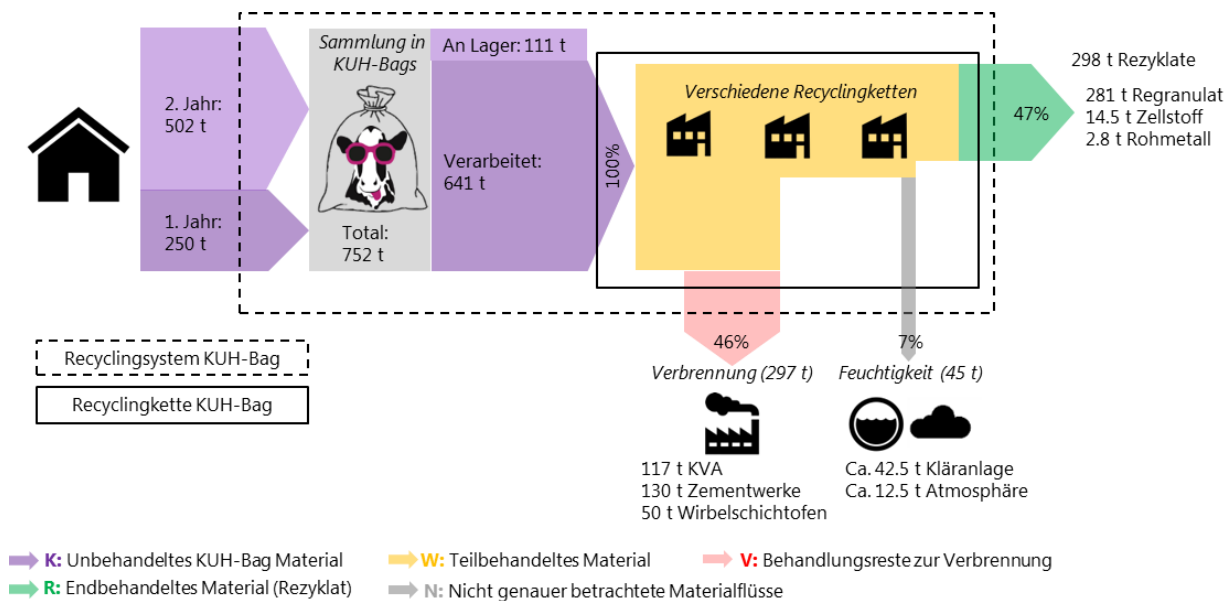 2. Jahr:
502 t
1. Jahr:
250 t
Sammlung in
KUH-Bags
Total:
752 t
An Lager: 111 t
Verarbeitet:
641 t
100%
Verschiedene Recyclingketten
47%
298 t Rezyklate
281 t Regranulat
14.5 t Zellstoff
2.8 t Rohmetall
46%
Verbrennung (297 t)
117 t KVA
130 t Zementwerke
50 t Wirbelschichtofen
7%
Feuchtigkeit (45 t)
Ca. 42.5 t Kläranlage
Ca. 12.5 t Atmosphäre
Recyclingsystem KUH-Bag
Recyclingkette KUH-Bag
K: Unbehandeltes KUH-Bag Material
W: Teilbehandeltes Material
V: Behandlungsreste zur Verbrennung
R: Endbehandeltes Material (Rezyklat)
N: Nicht genauer betrachtete Materialflüsse